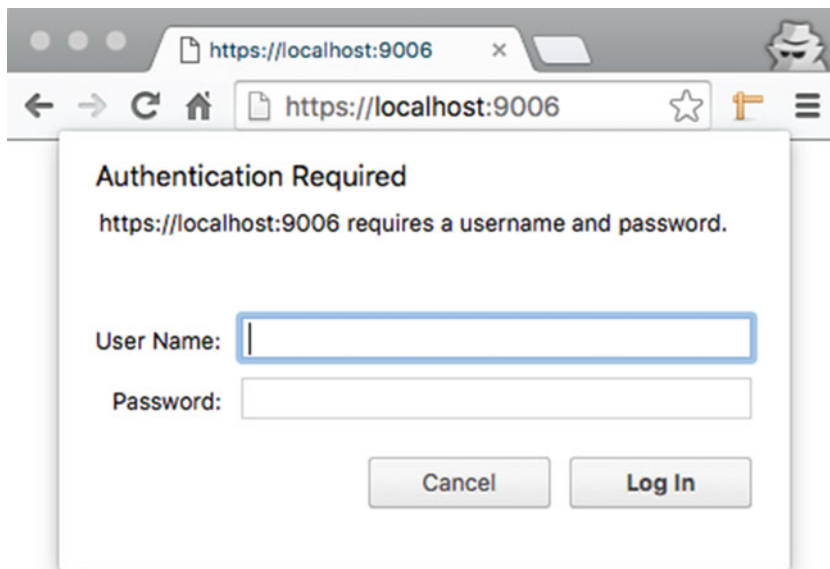 https://localhost:9006
https://localhost:9006
Authentication Required
https://localhost:9006 requires a username and password.
User Name:
Password:
Cancel
Log In